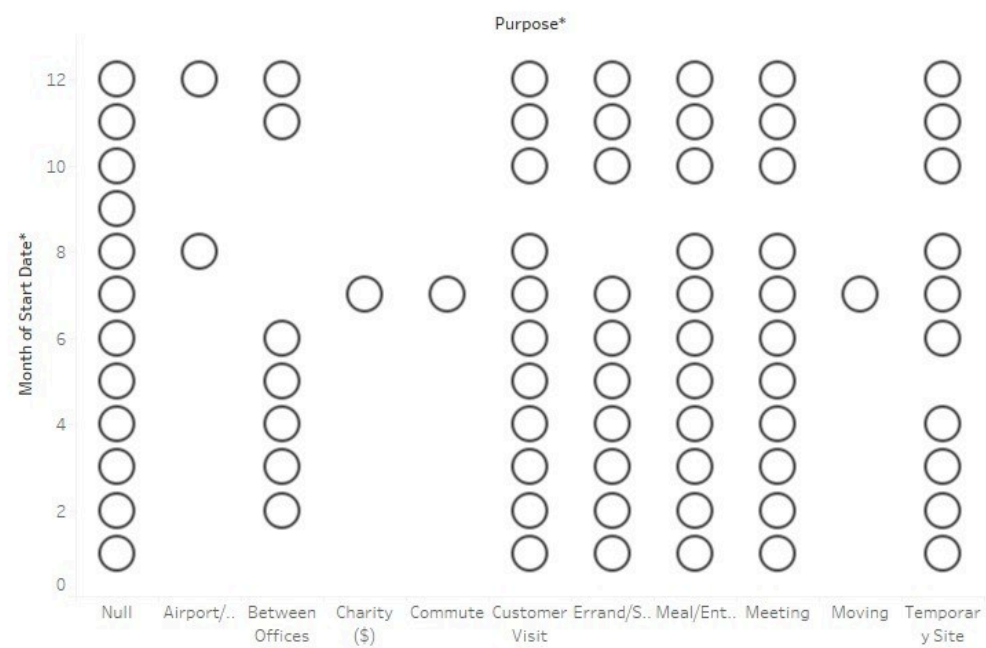 Purpose*
Month of Start Date*
12
10
8
6
4
2
0
Null Airport/.. Between Charity Commute Customer Errand/S.. Meal/Ent.. Meeting Moving Temporar
Offices ($) Visit y Site